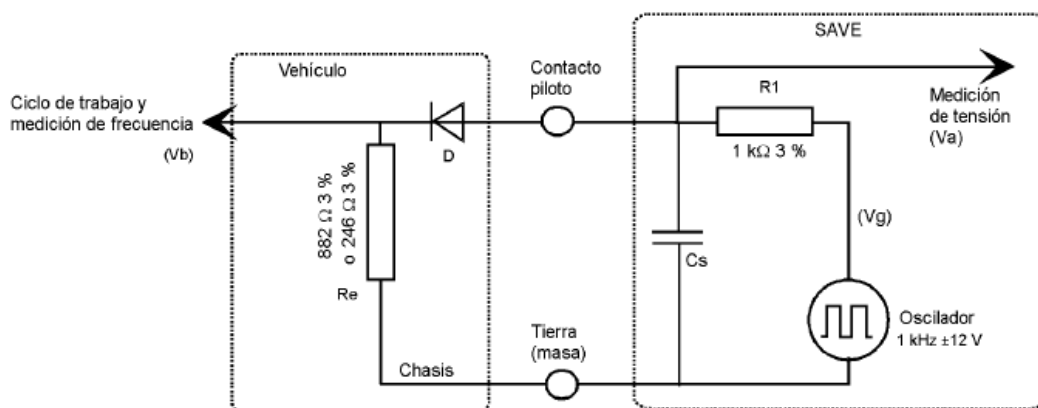 SAVE
Vehículo
Contacto
piloto
R1
Medición
de tensión
(Va)
Ciclo de trabajo y
medición de frecuencia
(Vb)
D
1 kΩ 3 %
882 Ω 3 %
o 246 Ω 3 %
(Vg)
Cs
Re
Oscilador
1 kHz ±12 V
Tierra
(masa)
Chasis